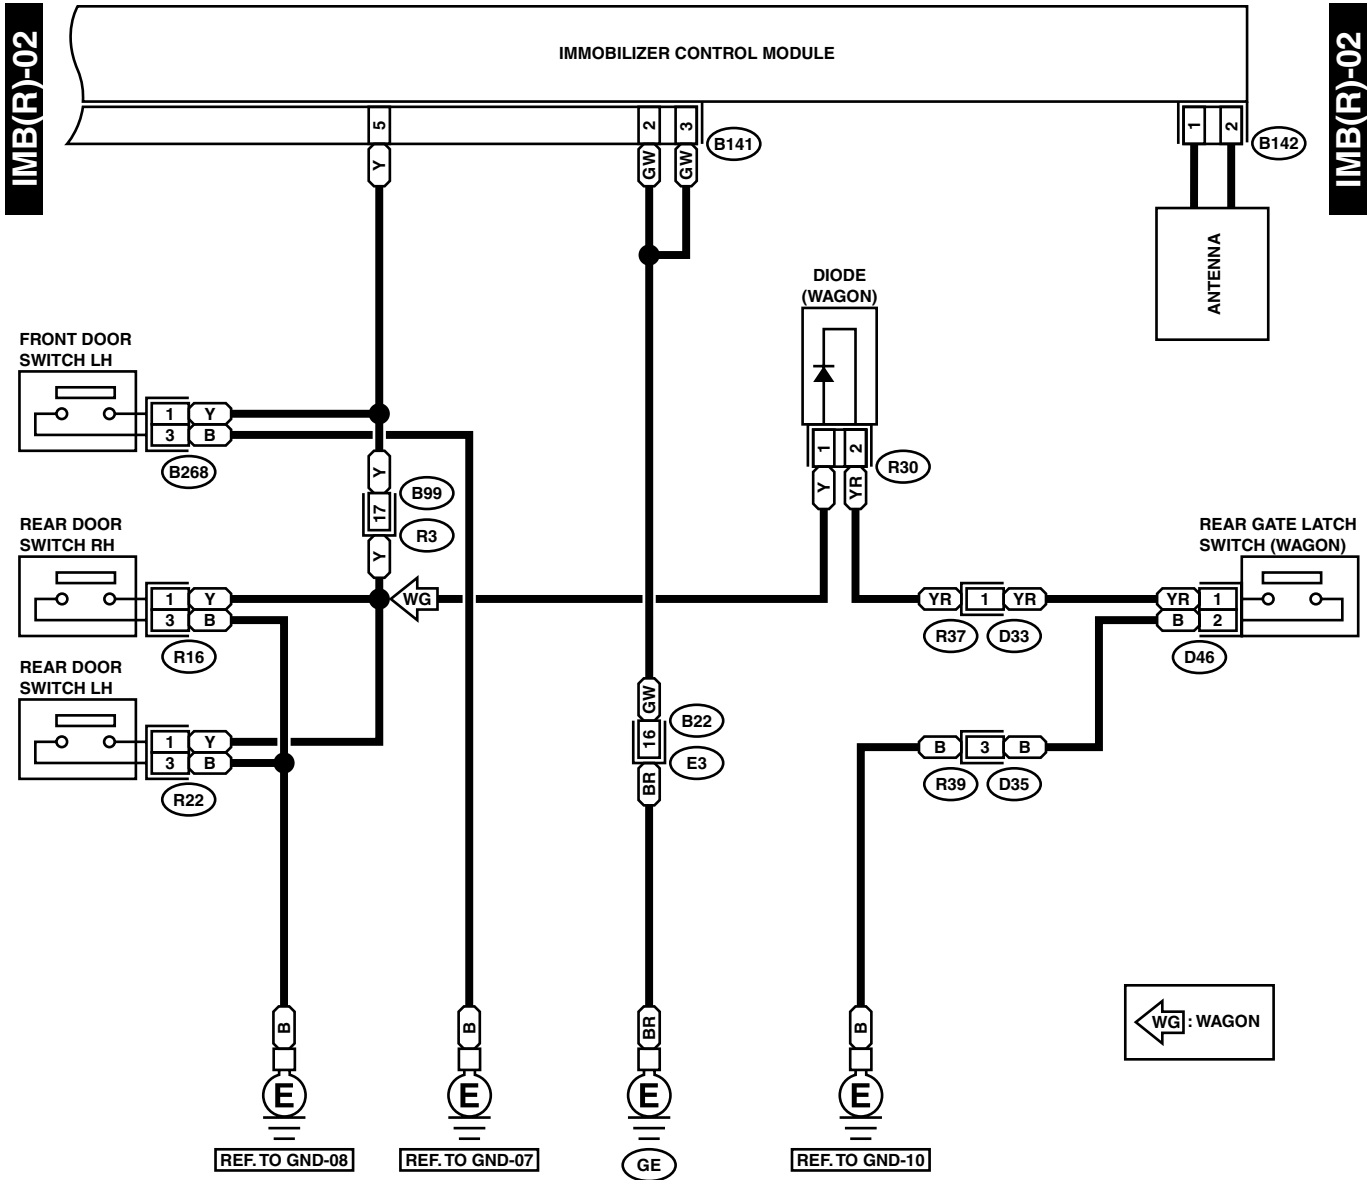 IMB(R)-02
IMB(R)-02
IMMOBILIZER CONTROL MODULE
5
2
3
B141
1
2
B142
Y
GW
GW
ANTENNA
DIODE
(WAGON)
FRONT DOOR
SWITCH LH
1
Y
3
B
B268
1
2
R30
Y
YR
Y
B99
17
R3
Y
REAR DOOR
SWITCH RH
1
Y
3
B
R16
WG
YR
1
YR
R37
D33
REAR GATE LATCH
SWITCH (WAGON)
YR
1
B
2
D46
REAR DOOR
SWITCH LH
1
Y
3
B
R22
GW
B22
16
E3
BR
B
3
B
R39
D35
B
B
BR
B
WG : WAGON
E
E
E
E
REF. TO GND-08
REF. TO GND-07
GE
REF. TO GND-10